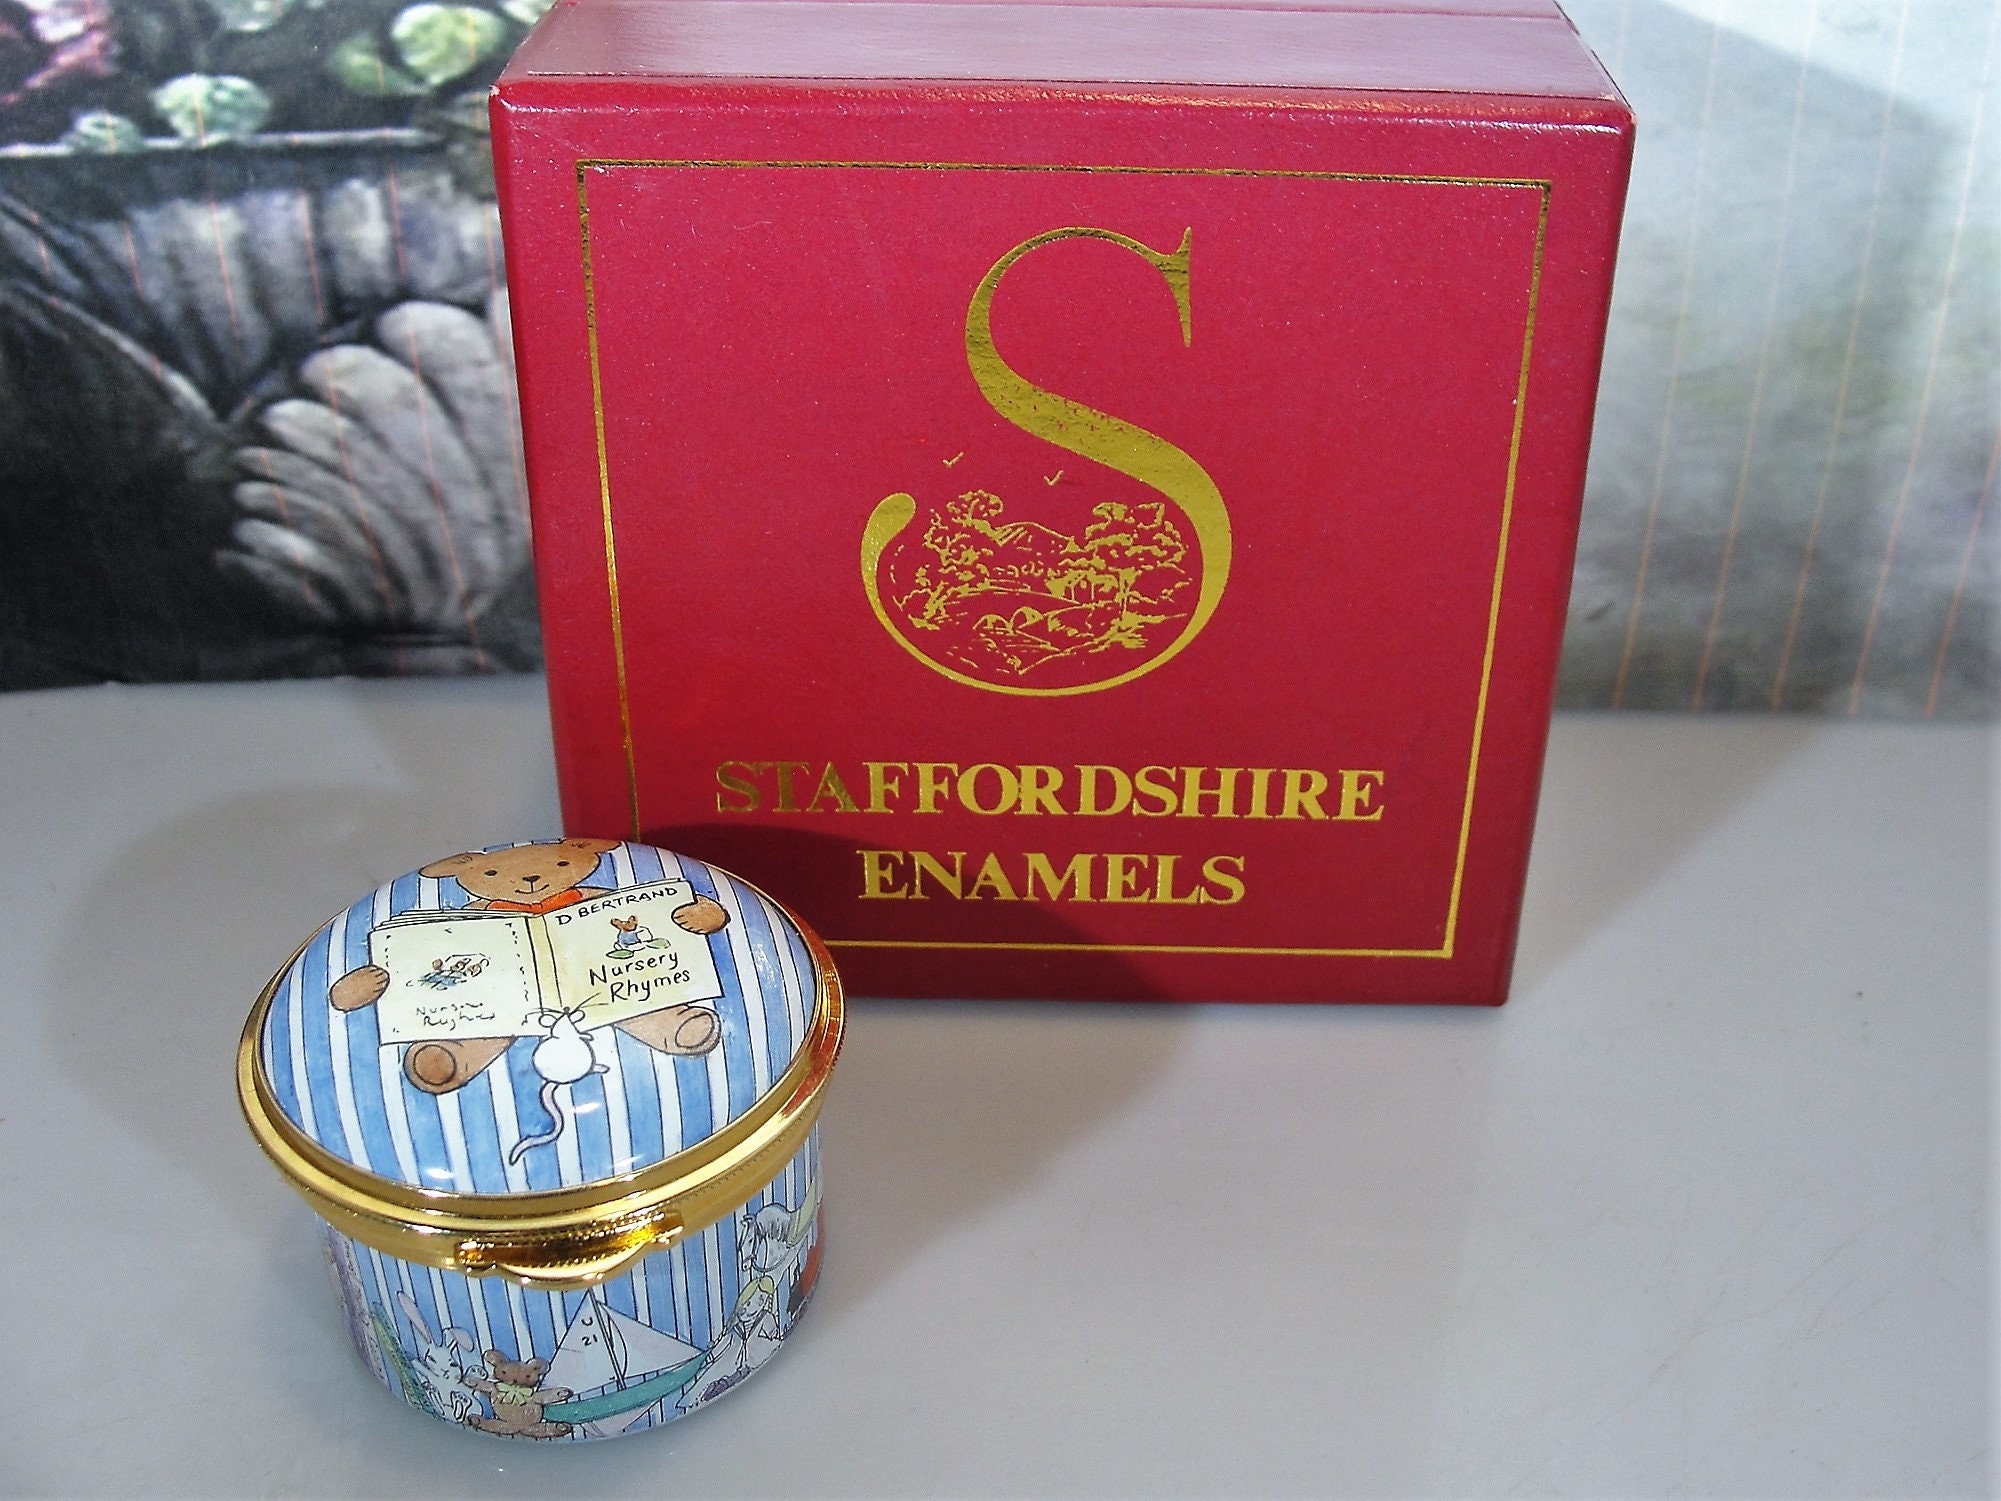 S
STAFFORDSHIRE
ENAMELS
D BERTRAND
Nursery
Rhymes
U
21